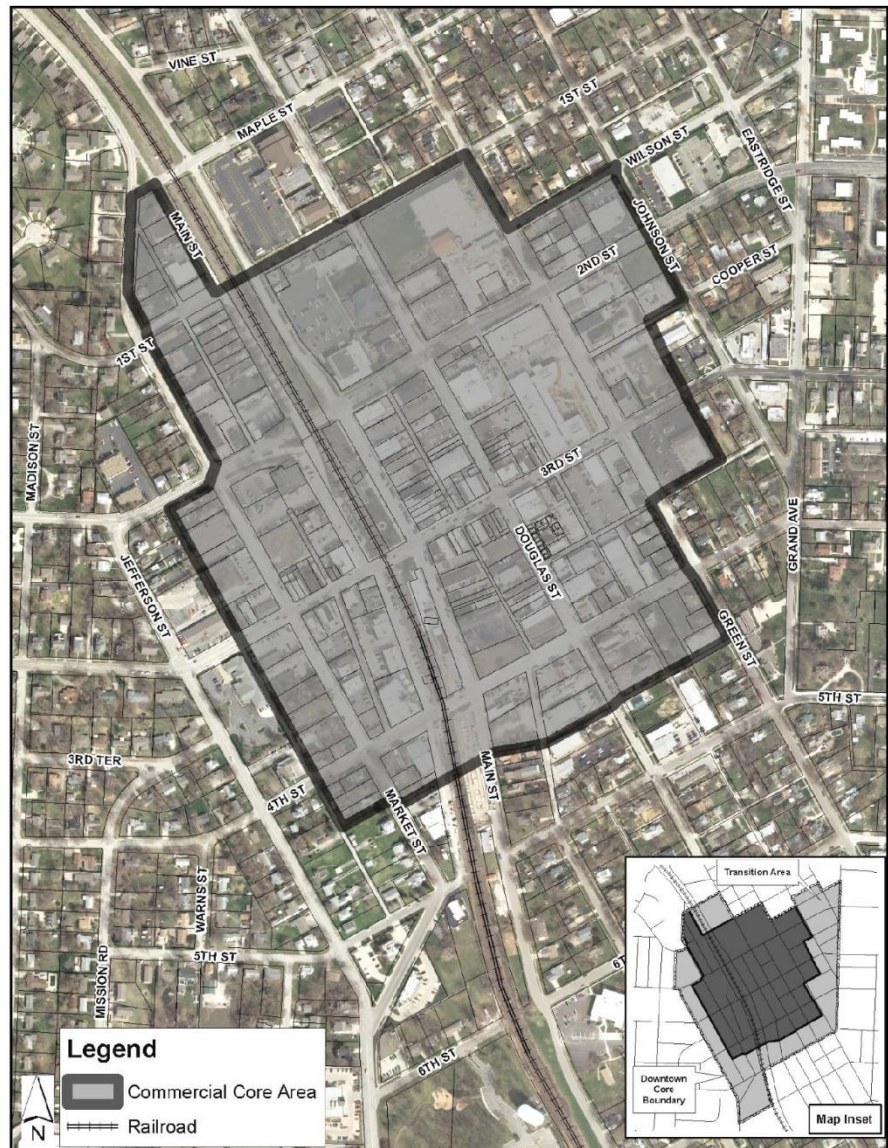 VINE ST
MAPLE ST
1ST ST
WILSON ST
EASTRIDGE ST
MAIN ST
JOHNSON ST
2ND ST
COOPER ST
1ST ST
MADISON ST
3RD ST
JEFFERSON ST
DOUGLAS ST
GRAND AVE
GREEN ST
5TH ST
3RD TER
MAIN ST
4TH ST
MARKET ST
WARNS ST
5TH ST
MISSION RD
6TH ST
Transition Area
Downtown
Core
Boundary
Map Inset
Legend
Commercial Core Area
Railroad
N